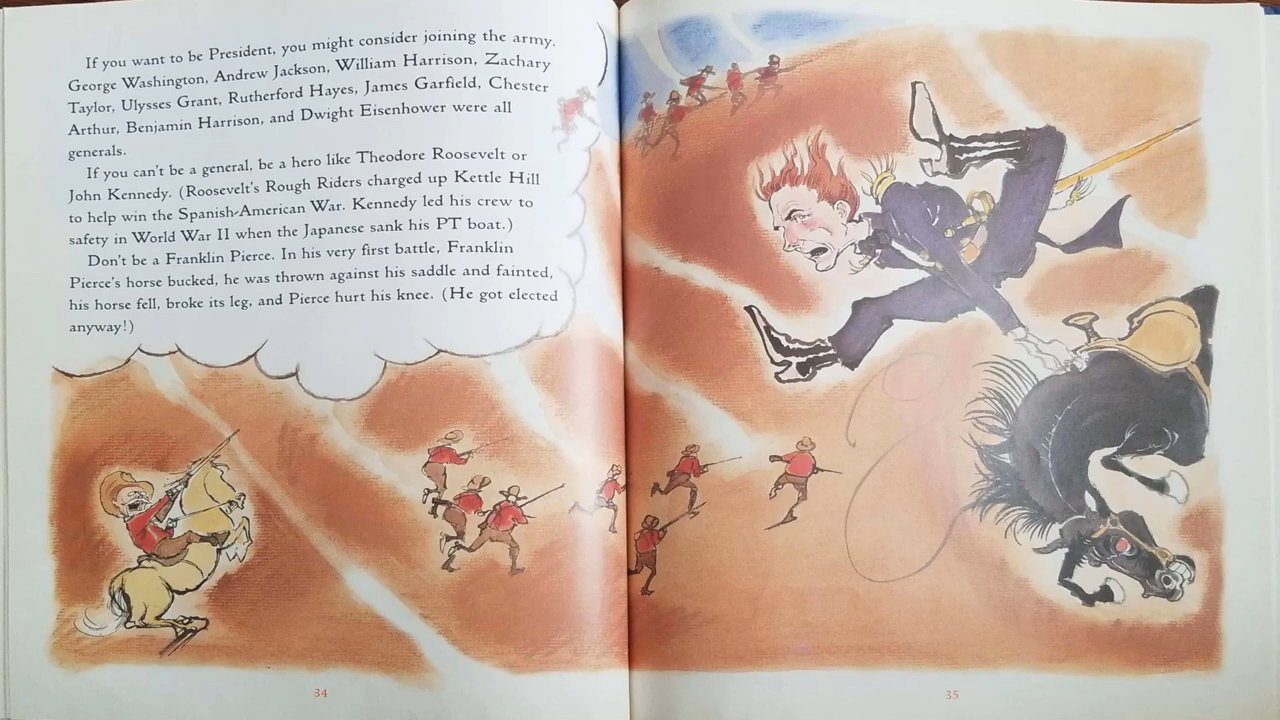 If you want to be President, you might consider joining the army.
George Washington, Andrew Jackson, William Harrison, Zachary
Taylor, Ulysses Grant, Rutherford Hayes, James Garfield, Chester
Arthur, Benjamin Harrison, and Dwight Eisenhower were all
generals.
If you can't be a general, be a hero like Theodore Roosevelt or
John Kennedy. (Roosevelt's Rough Riders charged up Kettle Hill
to help win the Spanish-American War. Kennedy led his crew to
safety in World War II when the Japanese sank his PT boat.)
Don't be a Franklin Pierce. In his very first battle, Franklin
Pierce's horse bucked, he was thrown against his saddle and fainted,
his horse fell, broke its leg, and Pierce hurt his knee. (He got elected
anyway!)
34
35